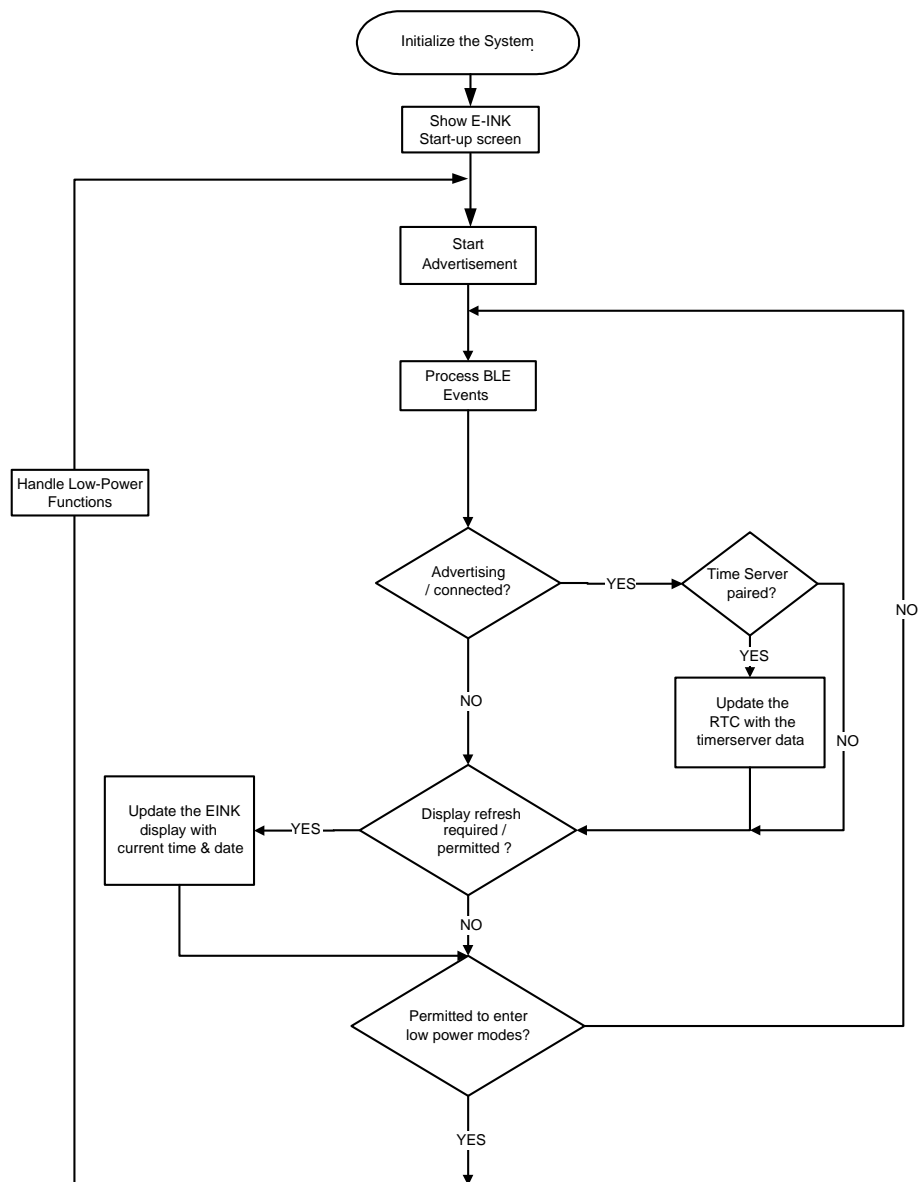 Initialize the System
Show E-INK
Start-up screen
Start
Advertisement
Process BLE
Events
Handle Low-Power
Functions
Advertising
/ connected?
YES
Time Server
paired?
NO
YES
NO
Update the
RTC with the
timerserver data
NO
Update the EINK
display with
current time & date
YES
Display refresh
required /
permitted ?
NO
Permitted to enter
low power modes?
YES